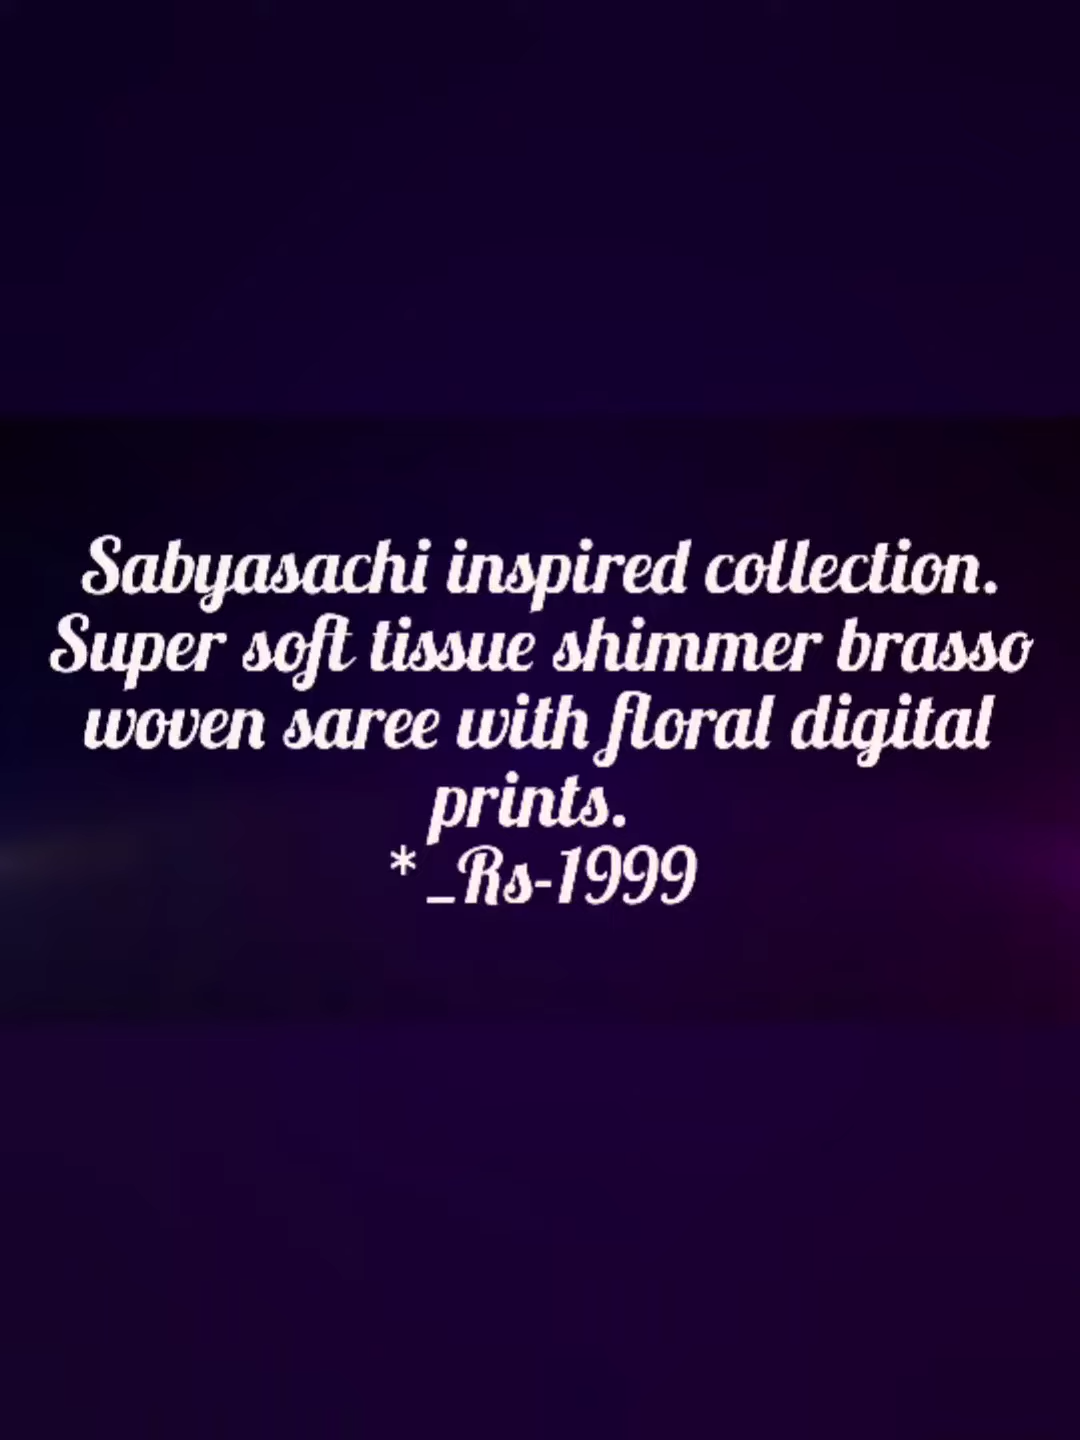 Sabyasachi inspired collection.
Super soft tissue shimmer brasso
woven saree with floral digital
prints.
*_Rs-1999